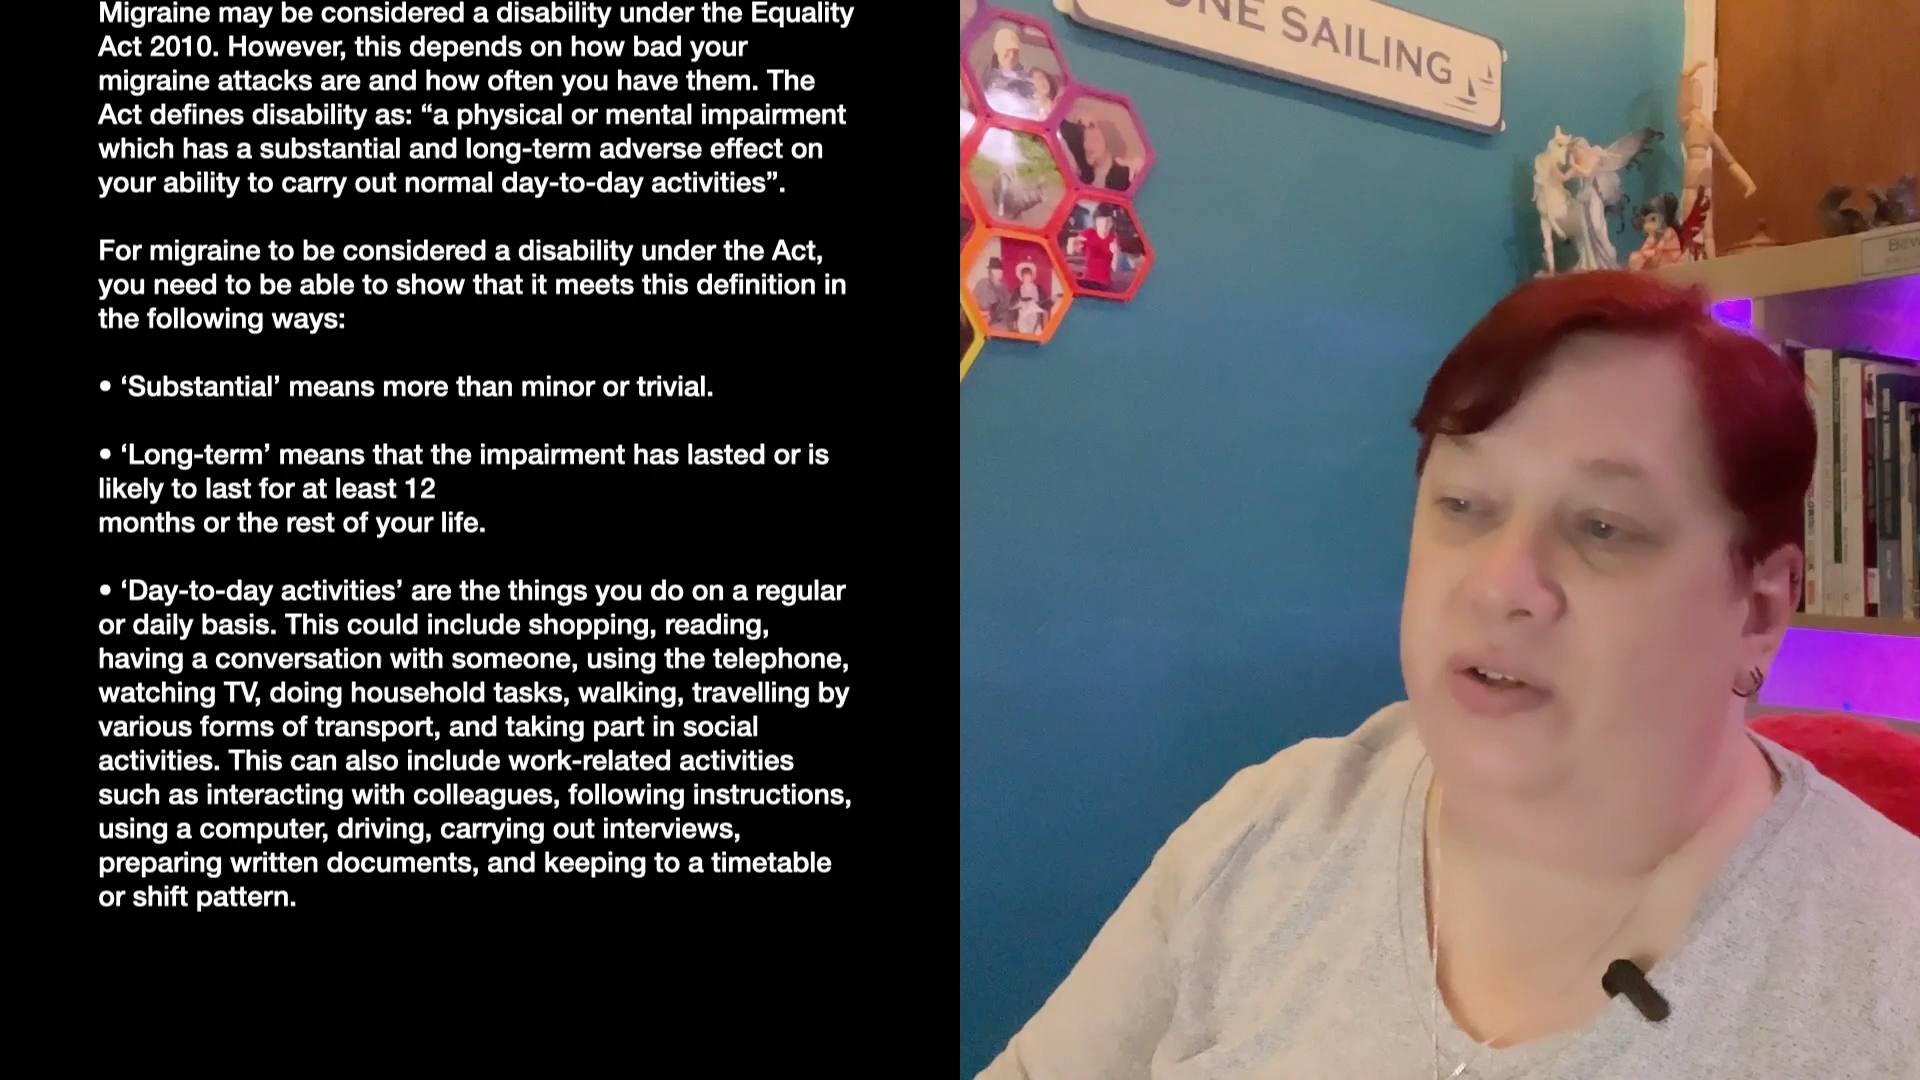 Migraine may be considered a disability under the Equality
Act 2010. However, this depends on how bad your
migraine attacks are and how often you have them. The
Act defines disability as: “a physical or mental impairment
which has a substantial and long-term adverse effect on
your ability to carry out normal day-to-day activities”.
For migraine to be considered a disability under the Act,
you need to be able to show that it meets this definition in
the following ways:
• ‘Substantial’ means more than minor or trivial.
• ‘Long-term’ means that the impairment has lasted or is
likely to last for at least 12
months or the rest of your life.
• ‘Day-to-day activities’ are the things you do on a regular
or daily basis. This could include shopping, reading,
having a conversation with someone, using the telephone,
watching TV, doing household tasks, walking, travelling by
various forms of transport, and taking part in social
activities. This can also include work-related activities
such as interacting with colleagues, following instructions,
using a computer, driving, carrying out interviews,
preparing written documents, and keeping to a timetable
or shift pattern.
SAILING